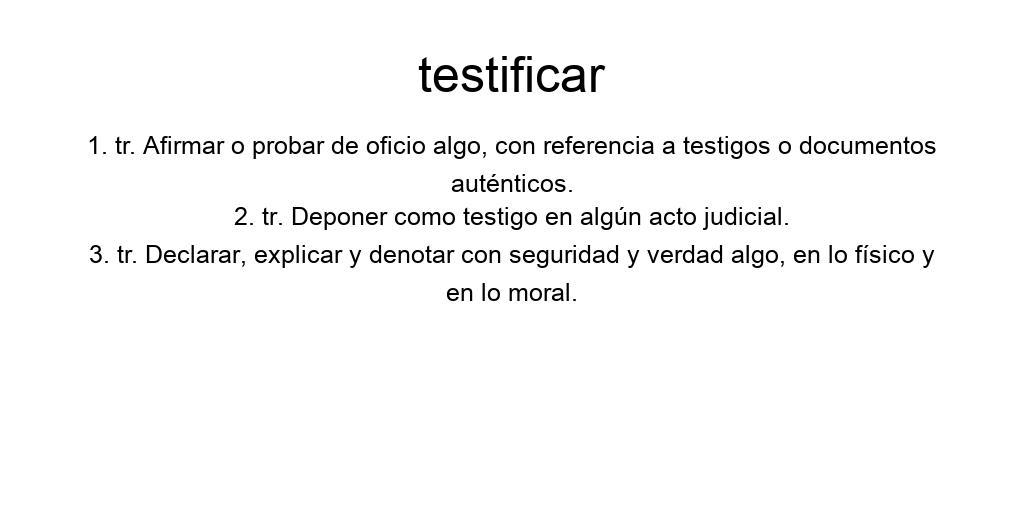 testificar
1. tr. Afirmar o probar de oficio algo, con referencia a testigos o documentos
auténticos.
2. tr. Deponer como testigo en algún acto judicial.
3. tr. Declarar, explicar y denotar con seguridad y verdad algo, en lo físico y
en lo moral.